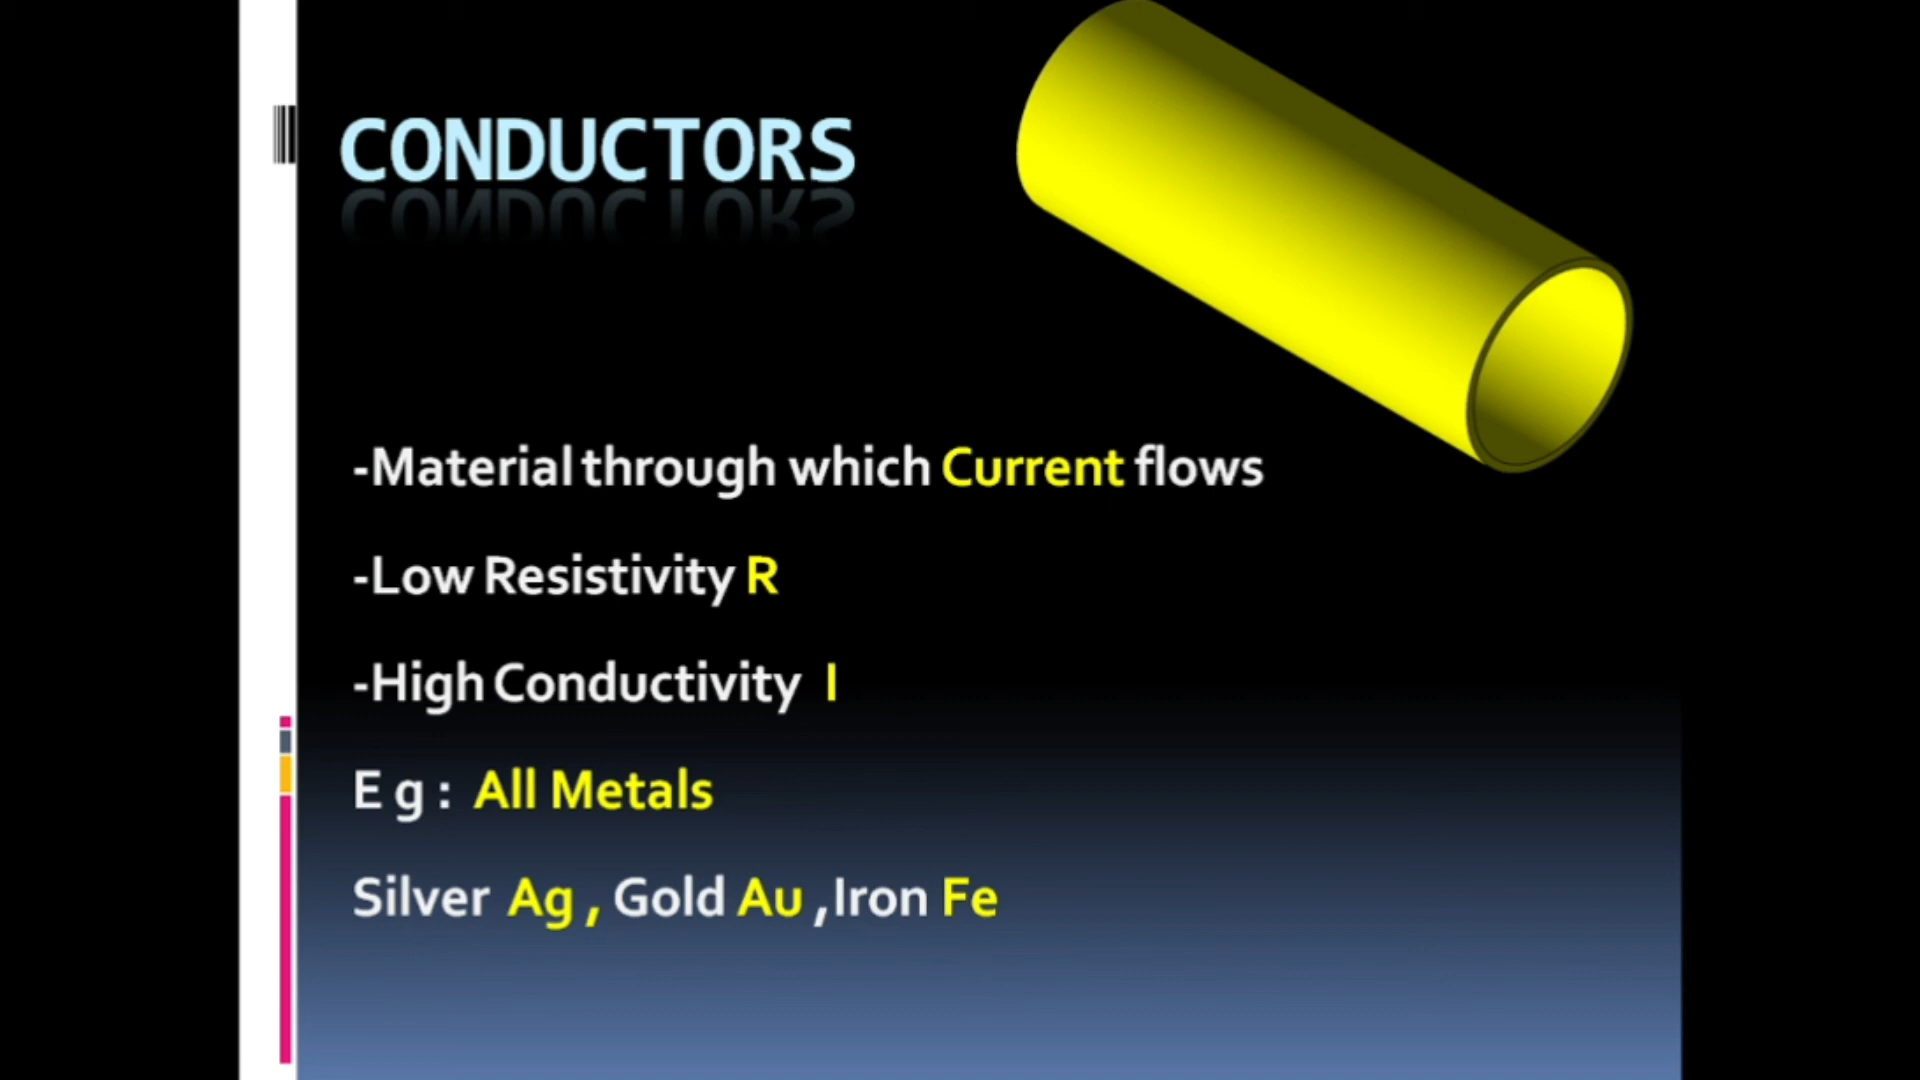 CONDUCTORS
-Material through which Current flows
-Low Resistivity R
-High Conductivity I
E g : All Metals
Silver Ag , Gold Au ,Iron Fe